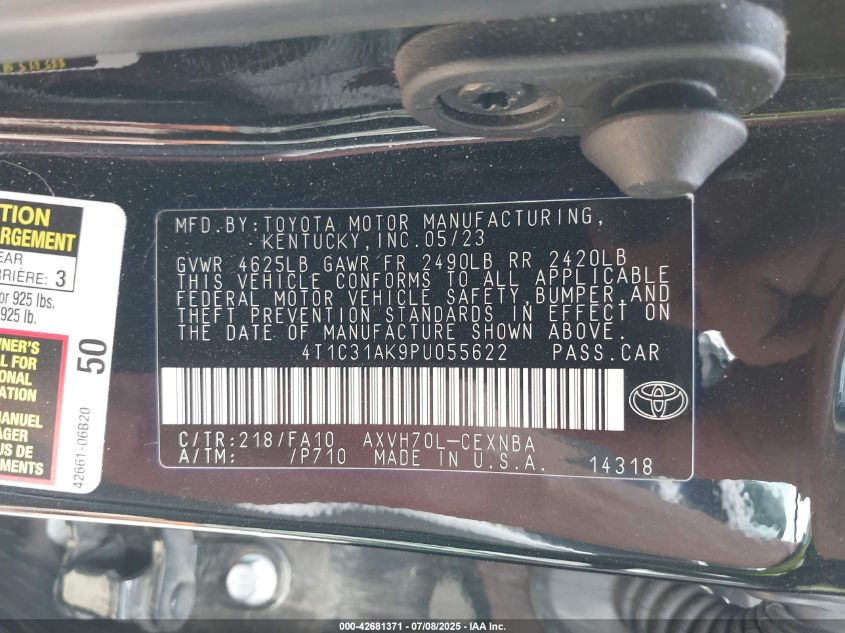 TION
RGEMENT
EAR
RRIÈRE: 3
or 925 lbs.
925 lb.
WNER'S
L FOR
ONAL
ATION
MANUEL
AGER
US DE
EMENTS.
50
42661-06B20
MFD.BY:TOYOTA MOTOR MANUFACTURING,
KENTUCKY,INC.05/23
GVWR 4625LB GAWR FR 2490LB RR 2420LB
THIS VEHICLE CONFORMS TO ALL APPLICABLE
FEDERAL MOTOR VEHICLE SAFETY,BUMPER,AND
THEFT PREVENTION STANDARDS IN EFFECT ON
THE DATE OF MANUFACTURE SHOWN ABOVE.
4T1C31AK9PU055622 PASS.CAR
C/TR:218/FA10 AXVH70L-CEXNBA
A/TM: /P710 MADE IN U.S.A. 14318
000-42681371 - 07/08/2025 - IAA Inc.